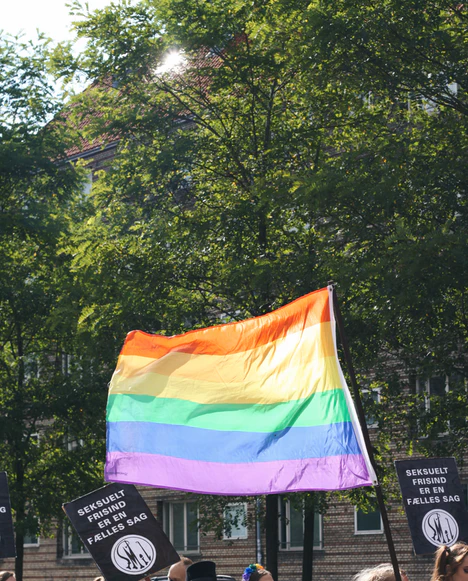 SEKSUELT
FRISIND
ER EN
FÆLLES SAG
SEKSUELT
FRISIND
ER EN
FÆLLES SAG